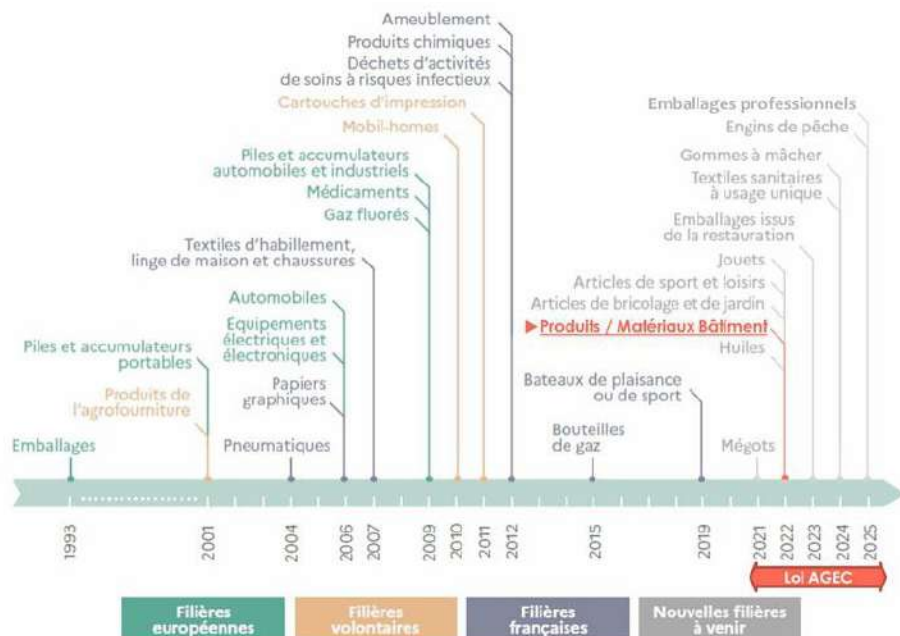 Ameublement
Produits chimiques
Déchets d'activités
de soins à risques infectieux
Cartouches d'impression
Mobil-homes
Piles et accumulateurs
automobiles et industriels
Médicaments
Gaz fluorés
Textiles d'habillement,
linge de maison et chaussures
Automobiles
Equipements
électriques et
électroniques
Piles et accumulateurs
portables
Produits de
l'agrofourniture
Papiers
graphiques
Emballages
Pneumatiques
Emballages professionnels
Engins de pêche
Gommes à mâcher
Textiles sanitaires
à usage unique
Emballages issus
de la restauration
Jouets
Articles de sport et loisirs
Articles de bricolage et de jardin
Produits / Matériaux Bâtiment
Huiles
Bateaux de plaisance
ou de sport
Bouteilles
de gaz
Mégots
1993
2001
2004
2006
2007
2009
2010
2011
2012
2015
2019
2021
2022
2023
2024
2025
Loi AGEC
Filières
européennes
Filières
volontaires
Filières
françaises
Nouvelles filières
à venir